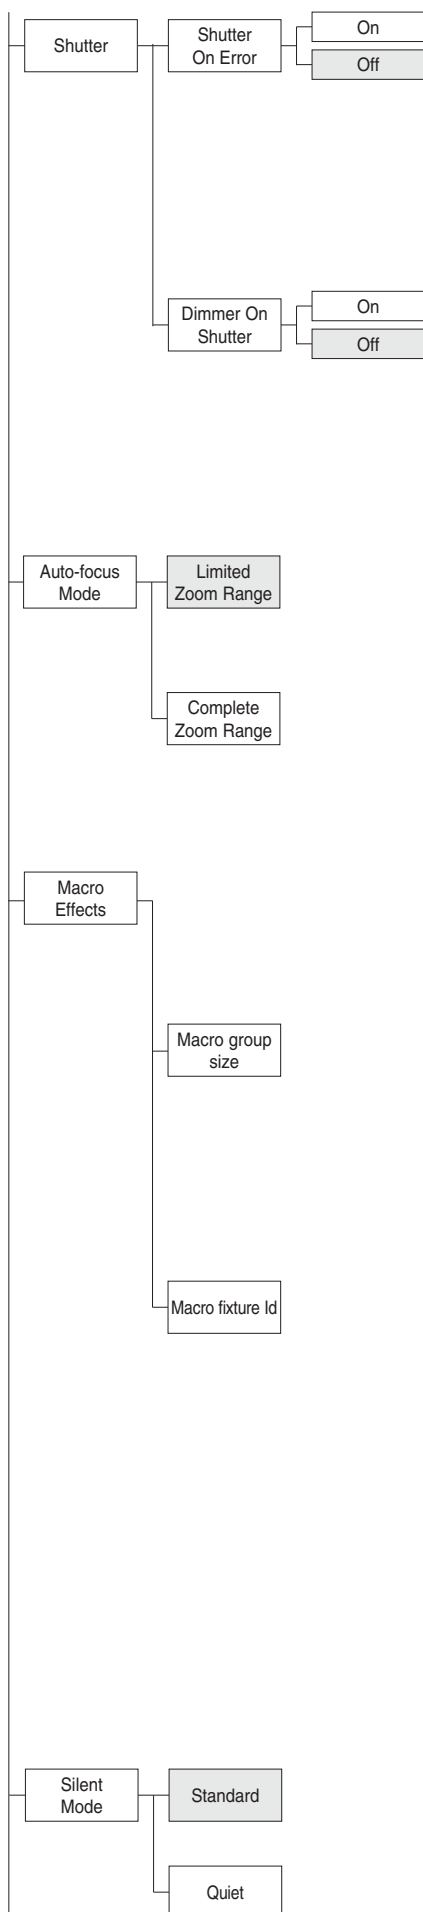 Shutter
Shutter
On Error
On
Off
Dimmer On
Shutter
On
Off
Auto-focus
Mode
Limited
Zoom Range
Complete
Zoom Range
Macro
Effects
Macro group
size
Macro fixture Id
Silent
Mode
Standard
Quiet